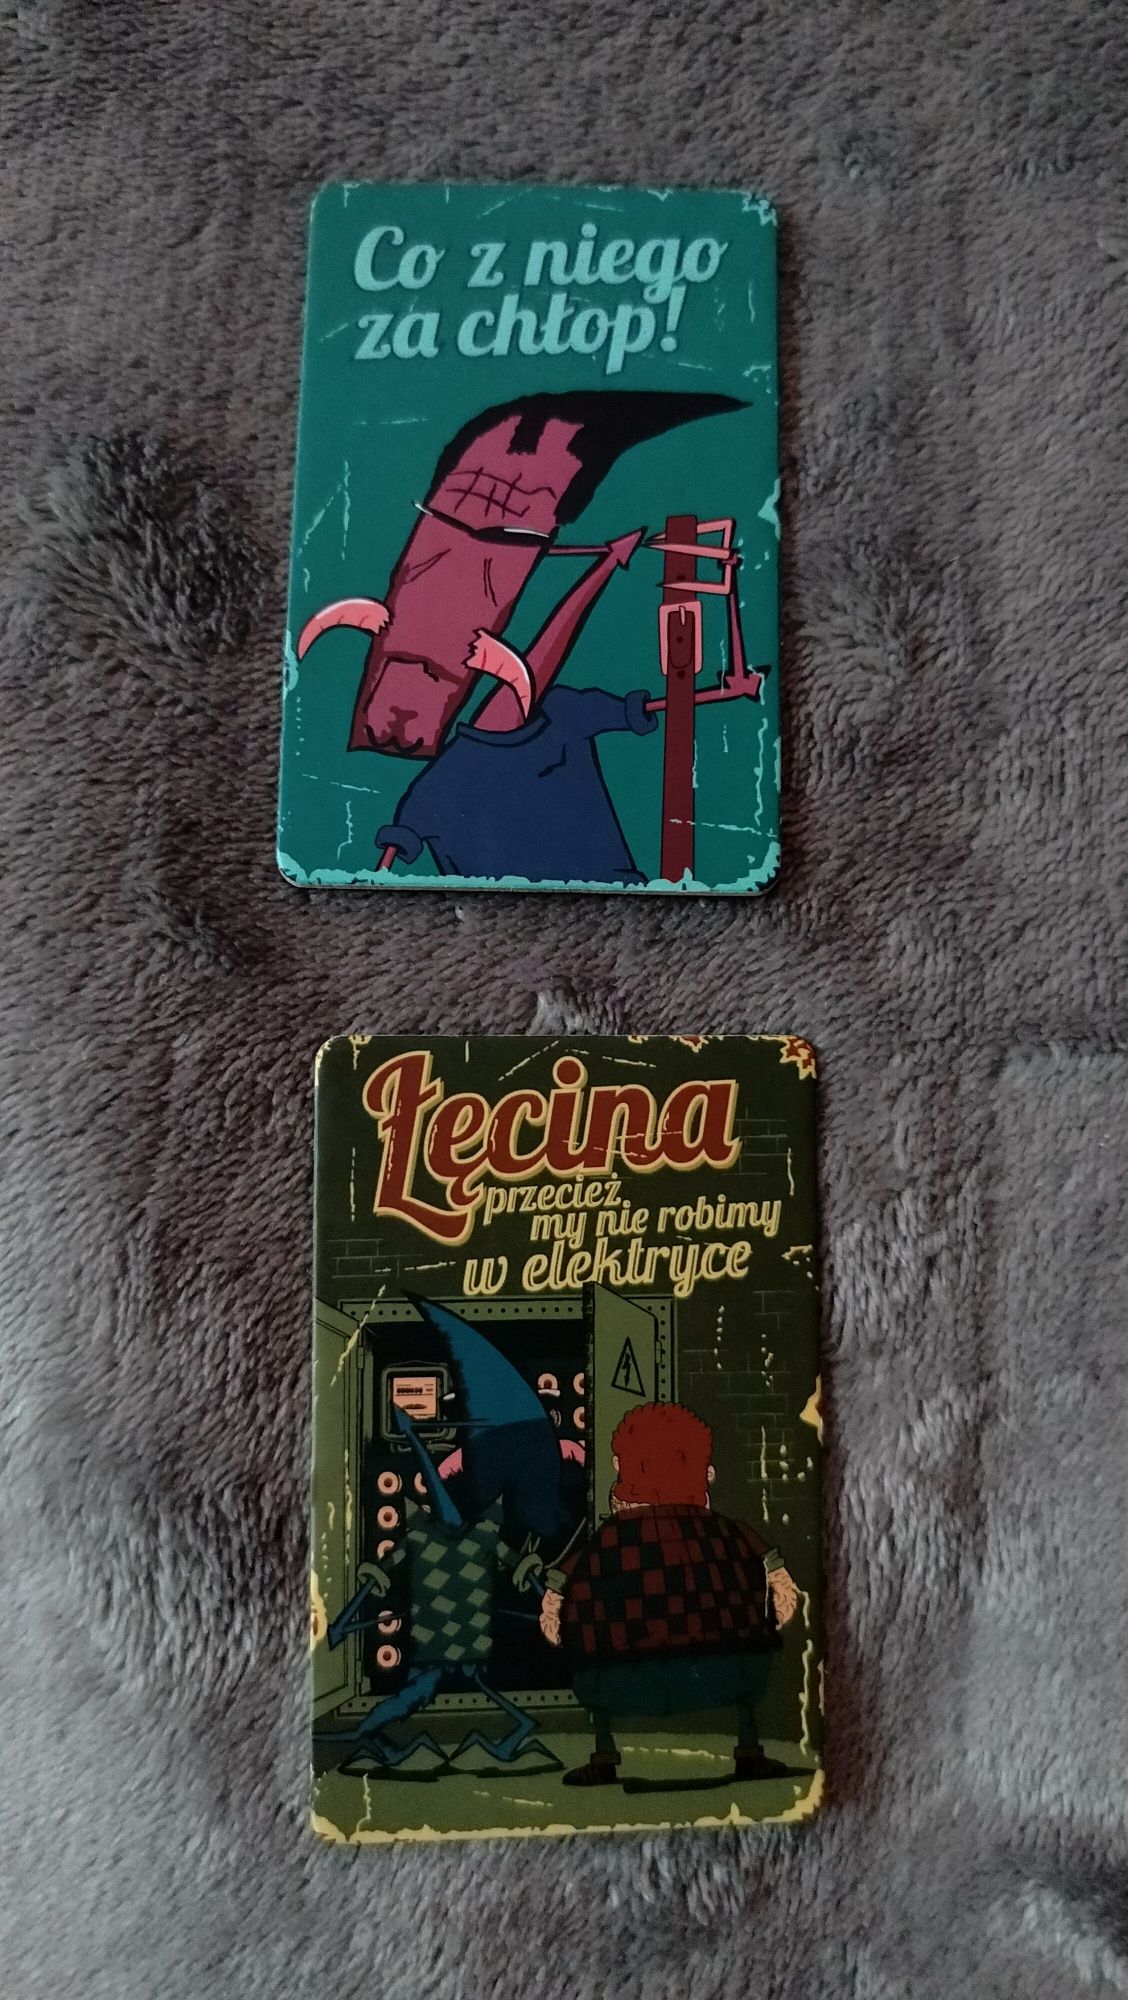 Co z niego
za chłop!
Łęcina
przecież
my nie robimy
w elektryce